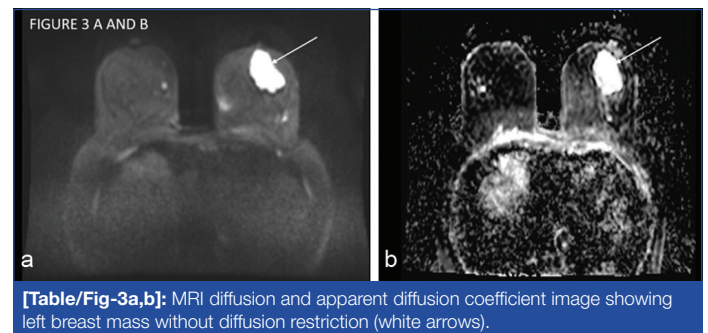 FIGURE 3 A AND B
a
b
[Table/Fig-3a,b]: MRI diffusion and apparent diffusion coefficient image showing
left breast mass without diffusion restriction (white arrows).